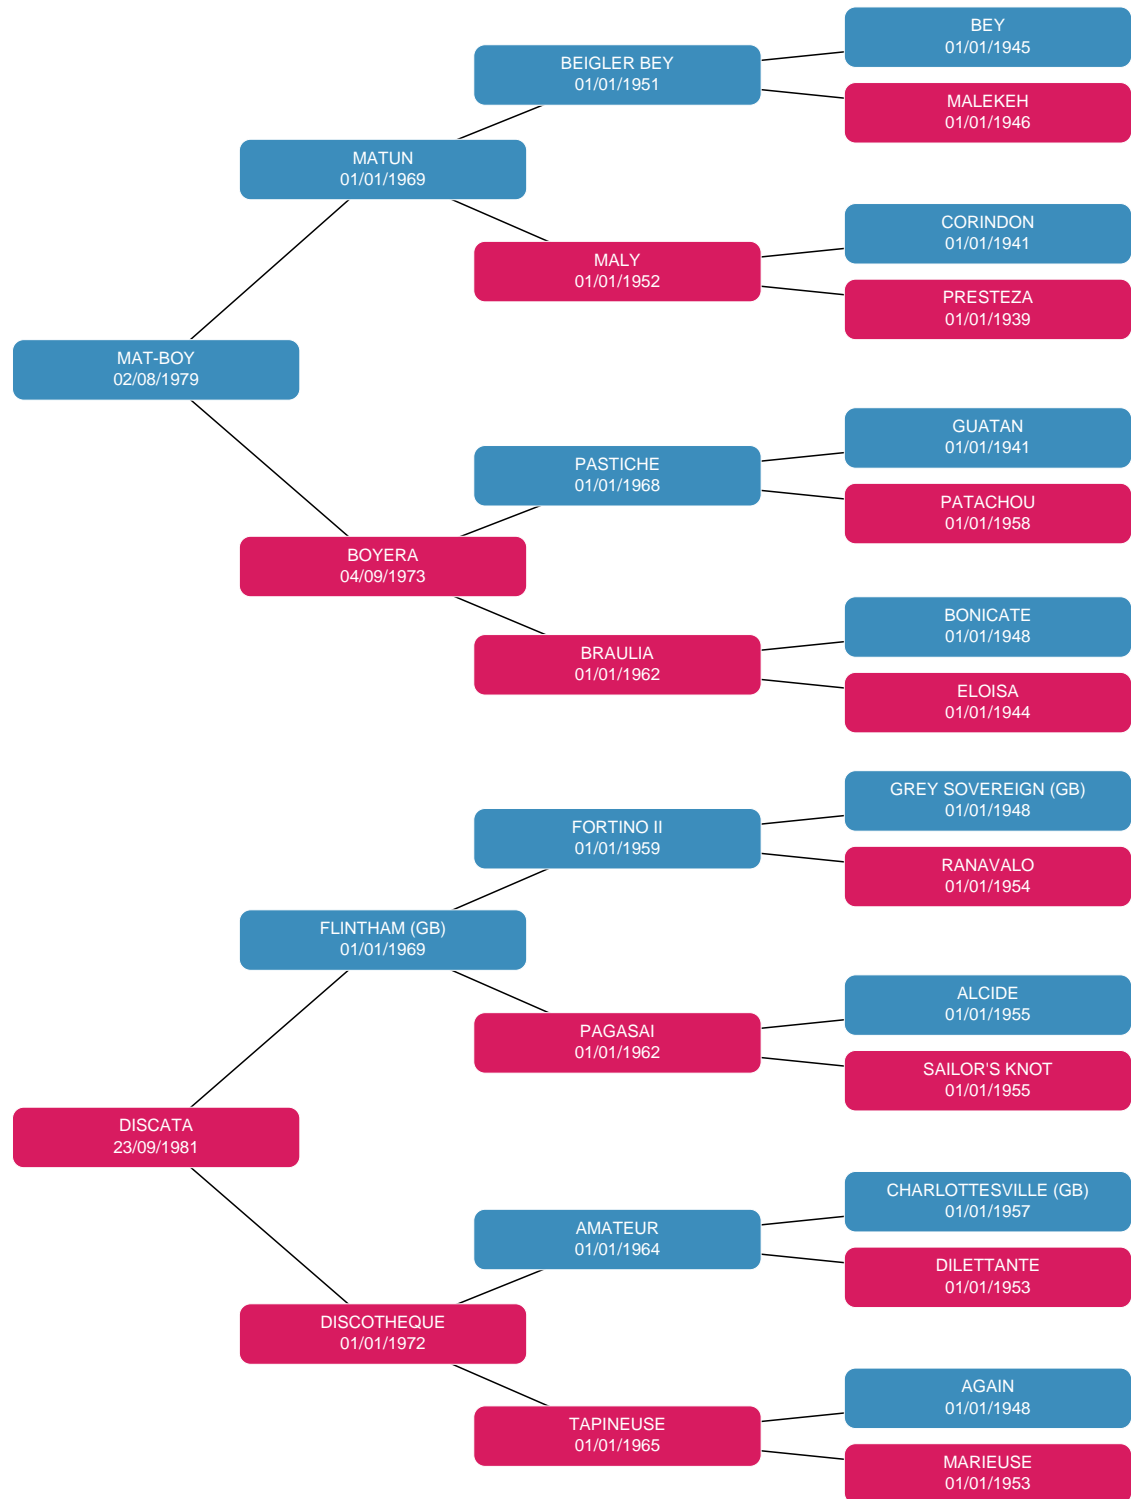 BEY
01/01/1945
BEIGLER BEY
01/01/1951
MALEKEH
01/01/1946
MATUN
01/01/1969
CORINDON
01/01/1941
MALY
01/01/1952
PRESTEZA
01/01/1939
MAT-BOY
02/08/1979
GUATAN
01/01/1941
PASTICHE
01/01/1968
PATACHOU
01/01/1958
BOYERA
04/09/1973
BONICATE
01/01/1948
BRAULIA
01/01/1962
ELOISA
01/01/1944
GREY SOVEREIGN (GB)
01/01/1948
FORTINO II
01/01/1959
RANAVALO
01/01/1954
FLINTHAM (GB)
01/01/1969
ALCIDE
01/01/1955
PAGASAI
01/01/1962
SAILOR'S KNOT
01/01/1955
DISCATA
23/09/1981
CHARLOTTESVILLE (GB)
01/01/1957
AMATEUR
01/01/1964
DILETTANTE
01/01/1953
DISCOTHEQUE
01/01/1972
AGAIN
01/01/1948
TAPINEUSE
01/01/1965
MARIEUSE
01/01/1953